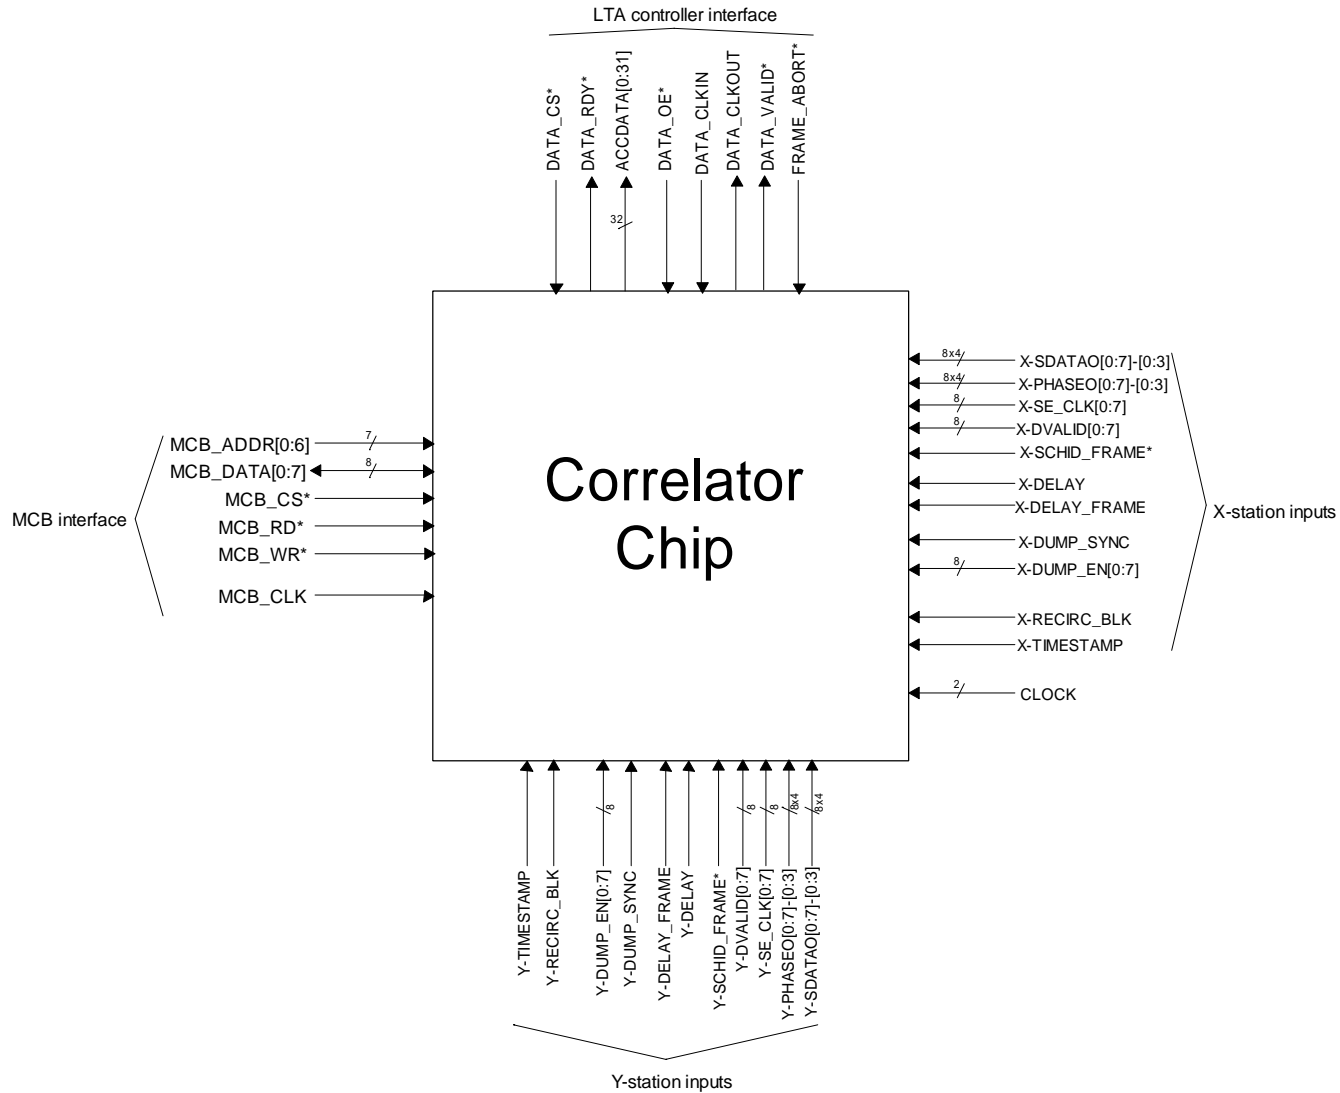 LTA controller interface
DATA_CS*
DATA_RDY*
ACCDATA[0:31]
DATA_OE*
DATA_CLKIN
DATA_CLKOUT
DATA_VALID*
FRAME_ABORT*
32
MCB interface
MCB_ADDR[0:6]
7
MCB_DATA[0:7]
8
MCB_CS*
MCB_RD*
MCB_WR*
MCB_CLK
Correlator
Chip
8x4
X-SDATAO[0:7]-[0:3]
8x4
X-PHASEO[0:7]-[0:3]
8
X-SE_CLK[0:7]
8
X-DVALID[0:7]
X-SCHID_FRAME*
X-DELAY
X-DELAY_FRAME
X-DUMP_SYNC
8
X-DUMP_EN[0:7]
X-RECIRC_BLK
X-TIMESTAMP
X-station inputs
2
CLOCK
8
8
8
8x4
8x4
Y-TIMESTAMP
Y-RECIRC_BLK
Y-DUMP_EN[0:7]
Y-DUMP_SYNC
Y-DELAY_FRAME
Y-DELAY
Y-SCHID_FRAME*
Y-DVALID[0:7]
Y-SE_CLK[0:7]
Y-PHASEO[0:7]-[0:3]
Y-SDATAO[0:7]-[0:3]
Y-station inputs